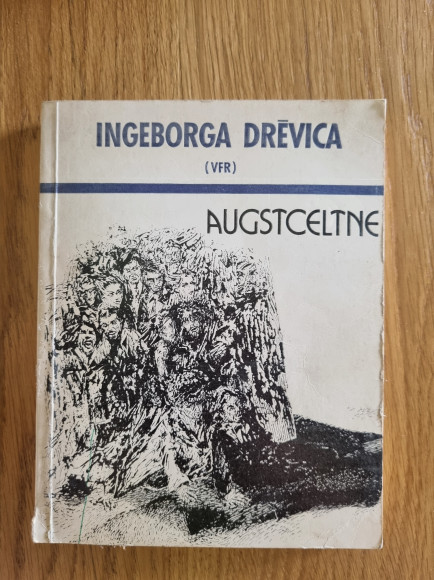 INGEBORGA DRĒVICA
(VFR)
AUGSTCELTNE